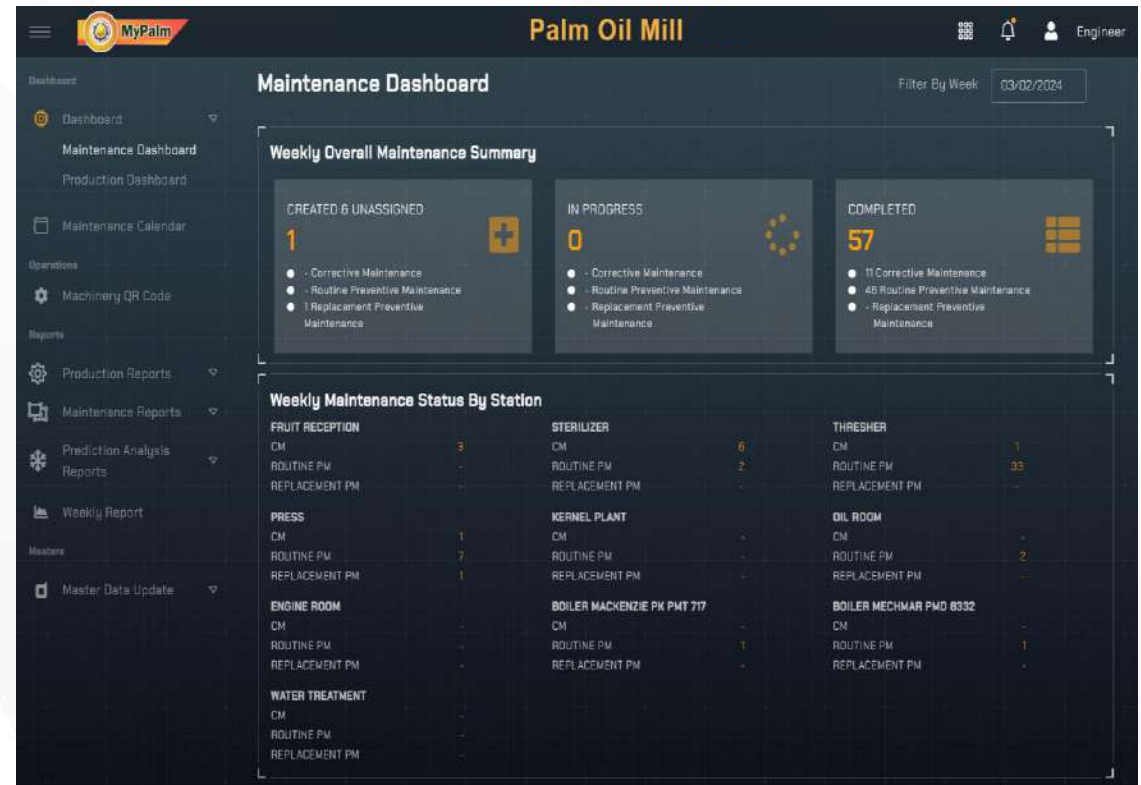 MyPalm
Palm Oil Mill
Engineer
Dashboard
Dashboard
Maintenance Dashboard
Production Dashboard
Maintenance Calendar
Operations
Machinery QR Code
Reports
Production Reports
Maintenance Reports
Prediction Analysis
Reports
Weekly Report
Masters
Master Data Update
Maintenance Dashboard
Filter By Week
03/02/2024
Weekly Overall Maintenance Summary
CREATED & UNASSIGNED
1
- Corrective Maintenance
- Routine Preventive Maintenance
1 Replacement Preventive
Maintenance
IN PROGRESS
0
- Corrective Maintenance
- Routine Preventive Maintenance
- Replacement Preventive
Maintenance
COMPLETED
57
11 Corrective Maintenance
46 Routine Preventive Maintenance
- Replacement Preventive
Maintenance
Weekly Maintenance Status By Station
FRUIT RECEPTION
CM 3
ROUTINE PM -
REPLACEMENT PM -
STERILIZER
CM 6
ROUTINE PM 2
REPLACEMENT PM -
THRESHER
CM 1
ROUTINE PM 33
REPLACEMENT PM -
PRESS
CM 1
ROUTINE PM 7
REPLACEMENT PM 1
KERNEL PLANT
CM -
ROUTINE PM -
REPLACEMENT PM -
OIL ROOM
CM -
ROUTINE PM 2
REPLACEMENT PM -
ENGINE ROOM
CM -
ROUTINE PM -
REPLACEMENT PM -
BOILER MACKENZIE PK PMT 717
CM -
ROUTINE PM 1
REPLACEMENT PM -
BOILER MECHMAR PMD 8332
CM -
ROUTINE PM 1
REPLACEMENT PM -
WATER TREATMENT
CM -
ROUTINE PM -
REPLACEMENT PM -